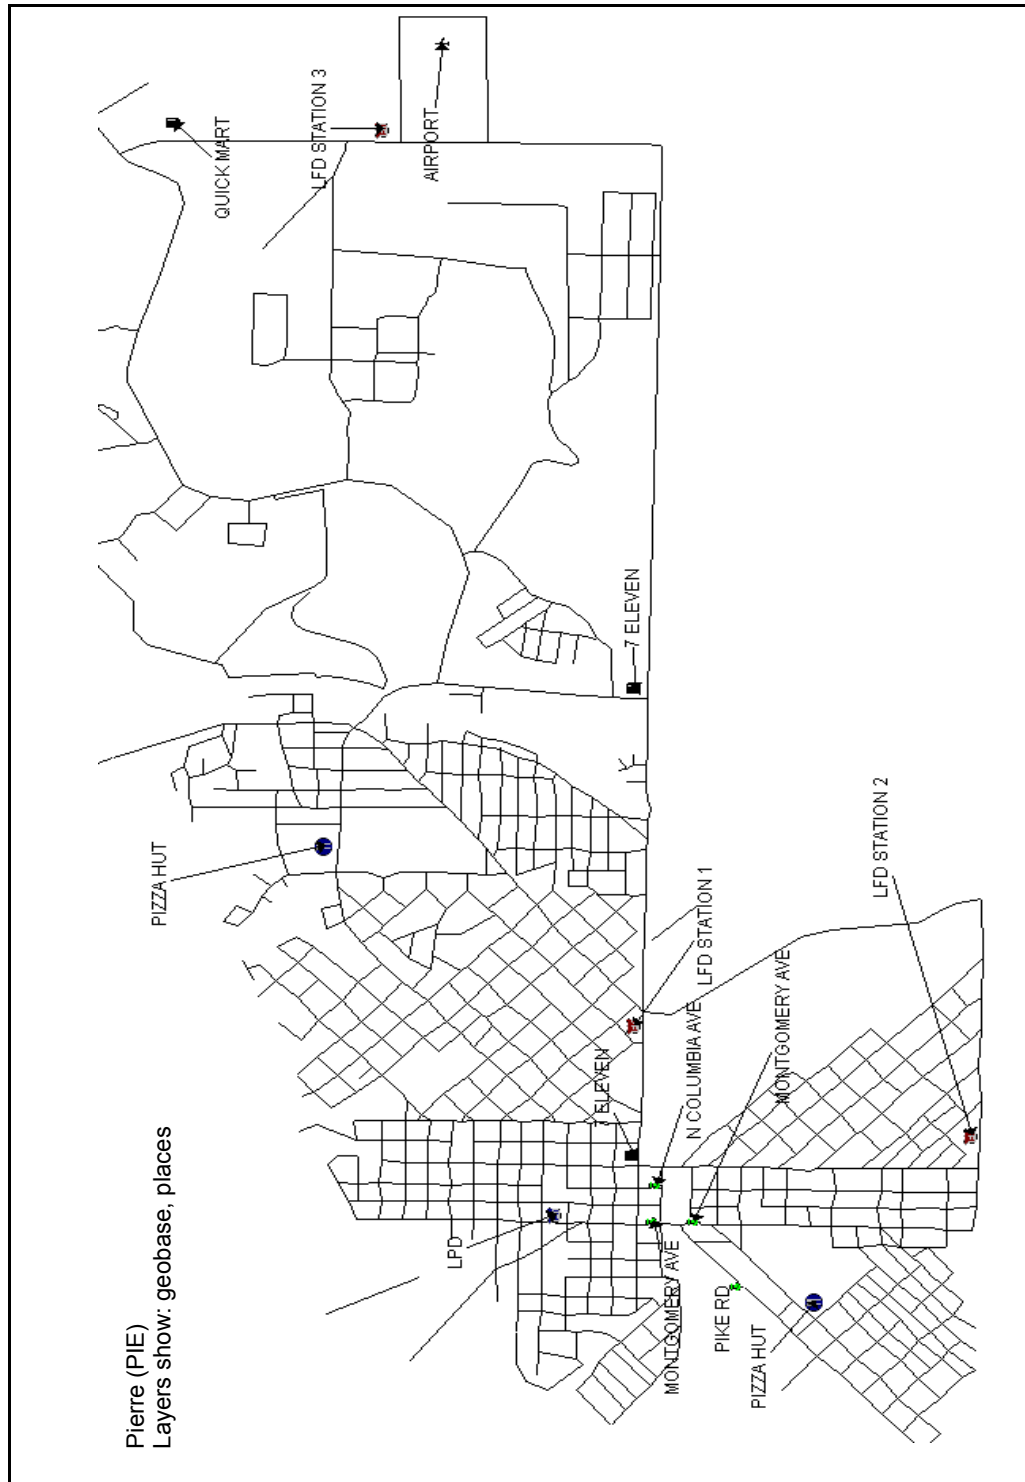 Pierre (PIE)
Layers show: geobase, places
PIZZA HUT
QUICK MART
LFD STATION 3
AIRPORT
LPD
7 ELEVEN
7 ELEVEN
MONTGOMERY AVE
N COLUMBIA AVE
LFD STATION 1
PIKE RD
PIZZA HUT
MONTGOMERY AVE
LFD STATION 2